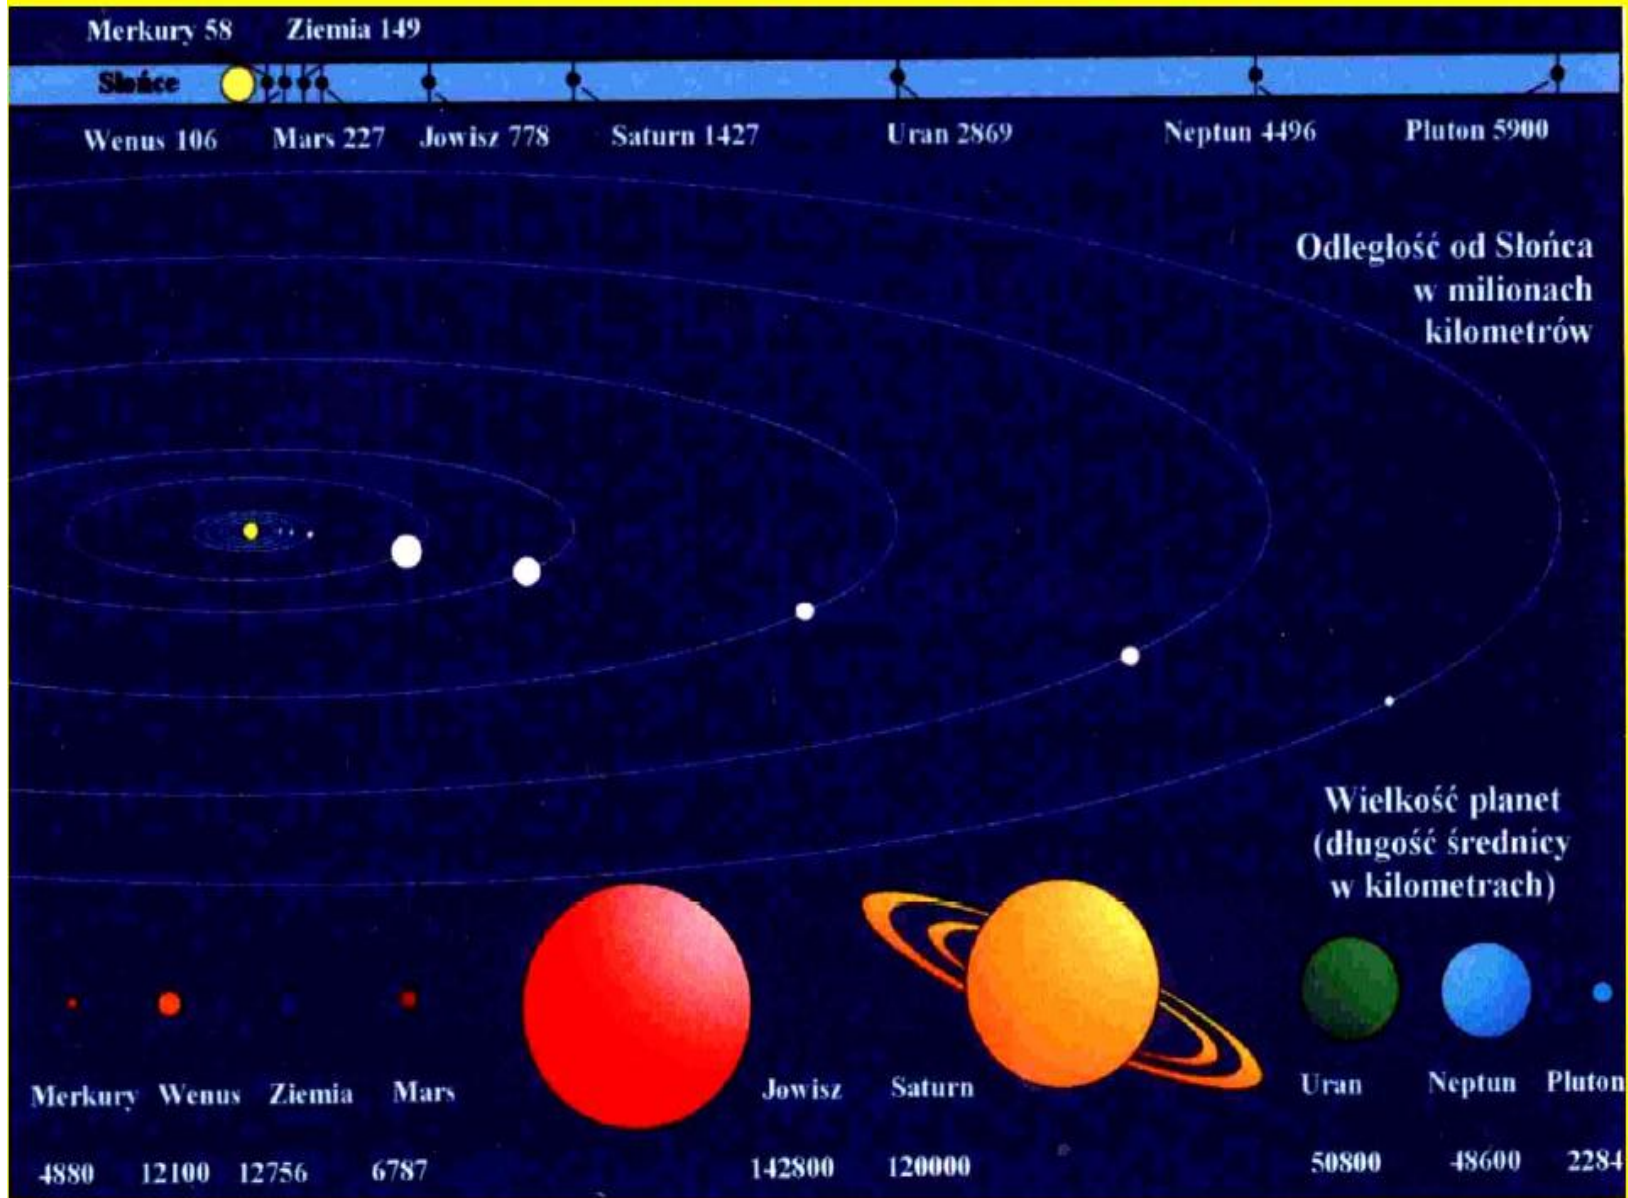 Merkury 58 Ziemia 149
Słońce
Wenus 106 Mars 227 Jowisz 778 Saturn 1427 Uran 2869 Neptun 4496 Pluton 5900
Odległość od Słońca
w milionach
kilometrów
Wielkość planet
(długość średnicy
w kilometrach)
Merkury Wenus Ziemia Mars Jowisz Saturn Uran Neptun Pluton
4880 12100 12756 6787 142800 120000 50800 48600 2284